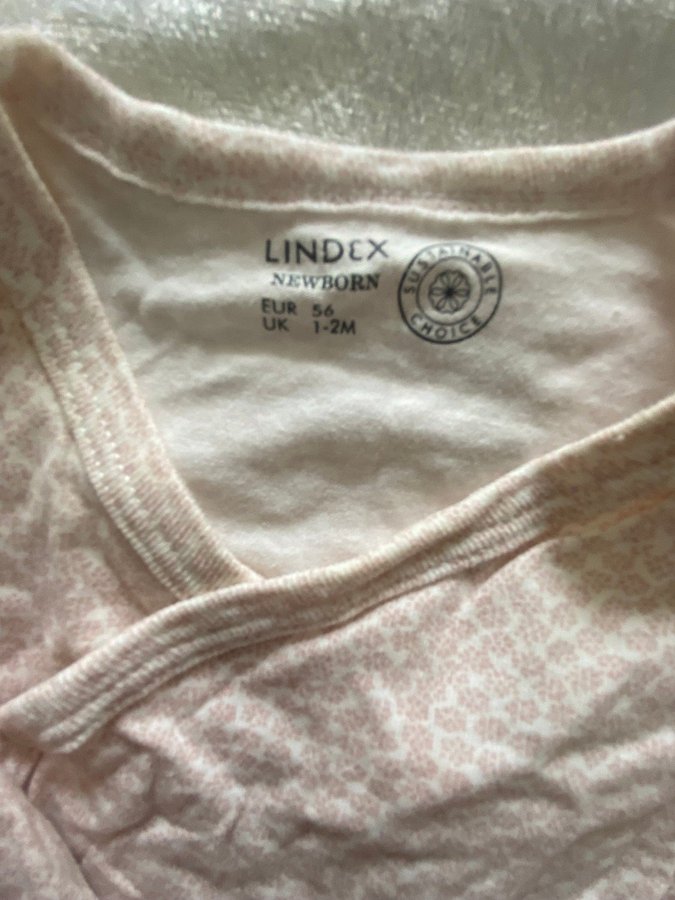 LINDEX
NEWBORN
EUR 56
UK 1-2M
SUSTAINABLE
CHOICE